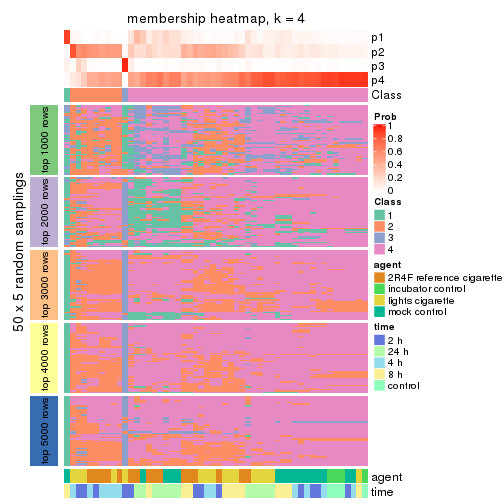 membership heatmap, k = 4
p1
p2
p3
p4
Class
50 x 5 random samplings
top 1000 rows
top 2000 rows
top 3000 rows
top 4000 rows
top 5000 rows
agent
time
Prob
1
0.8
0.6
0.4
0.2
0
Class
1
2
3
4
agent
2R4F reference cigarette
incubator control
lights cigarette
mock control
time
2 h
24 h
4 h
8 h
control